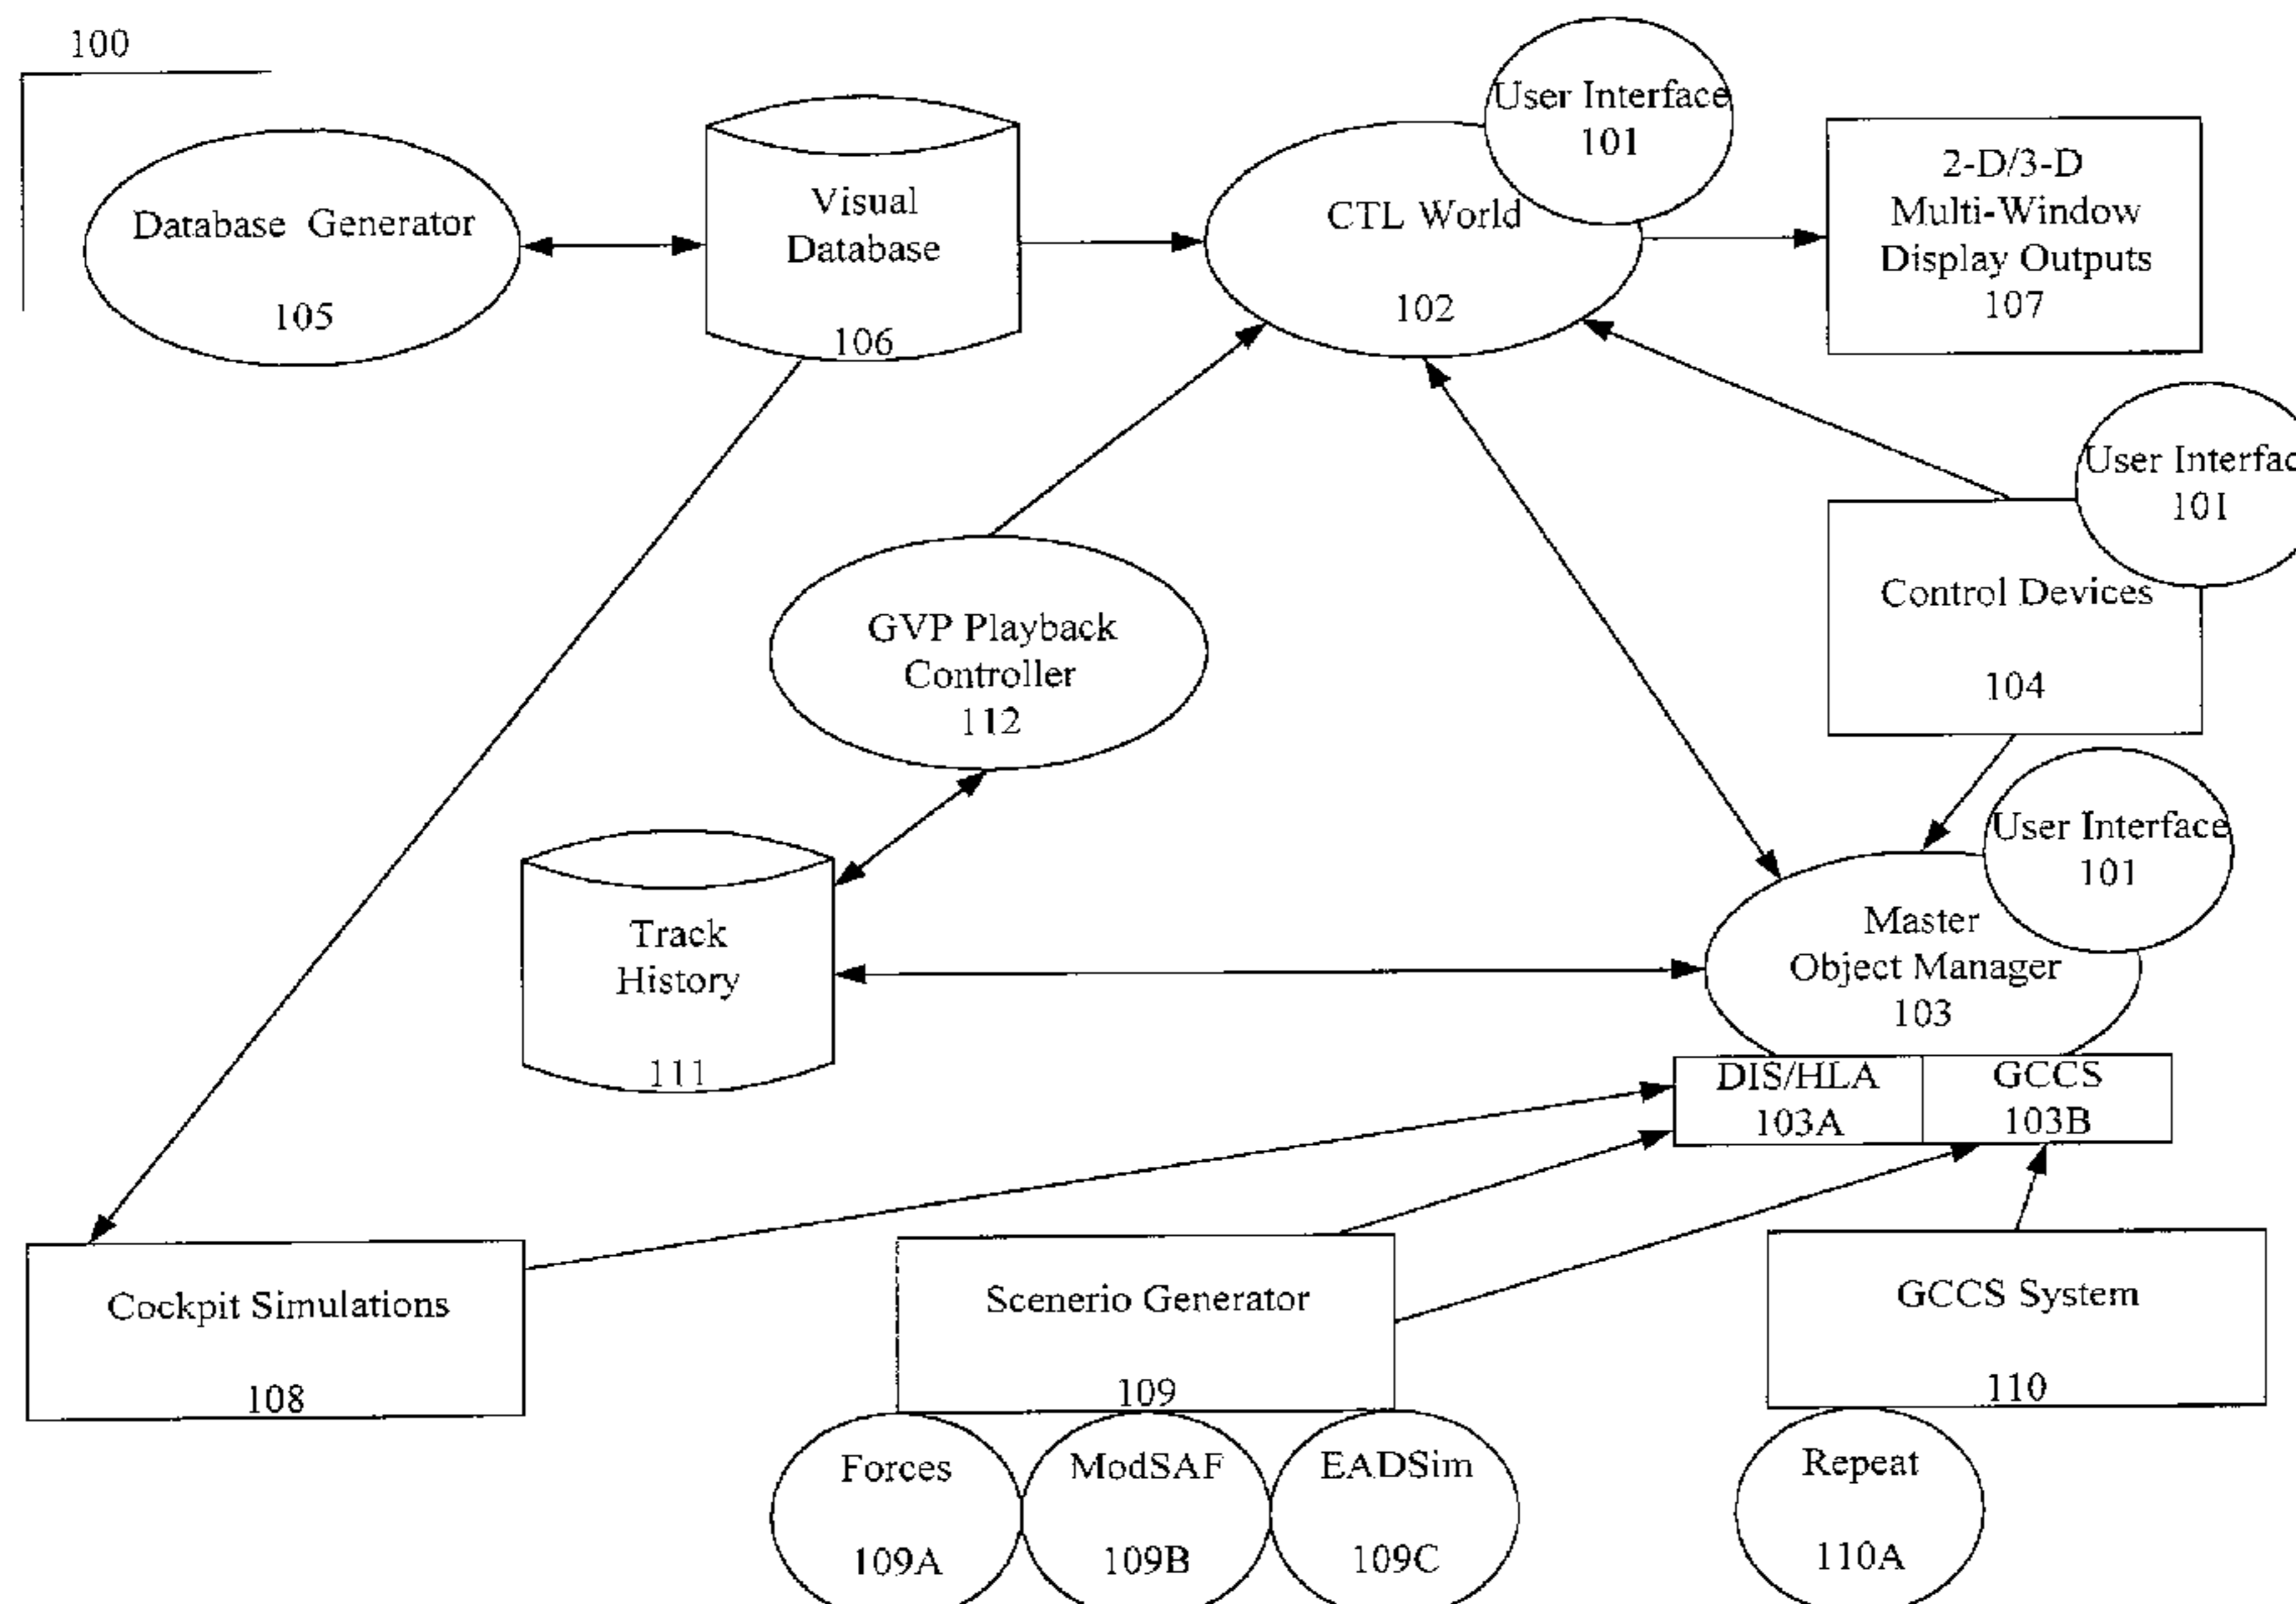 100
User Interface
101
Database Generator
105
Visual
Database
106
CTL World
102
2-D/3-D
Multi-Window
Display Outputs
107
User Interfac
101
Control Devices
104
GVP Playback
Controller
112
User Interface
101
Track
History
111
Master
Object Manager
103
DIS/HLA
103A
GCCS
103B
Cockpit Simulations
108
Scenerio Generator
109
GCCS System
110
Forces
109A
ModSAF
109B
EADSim
109C
Repeat
110A